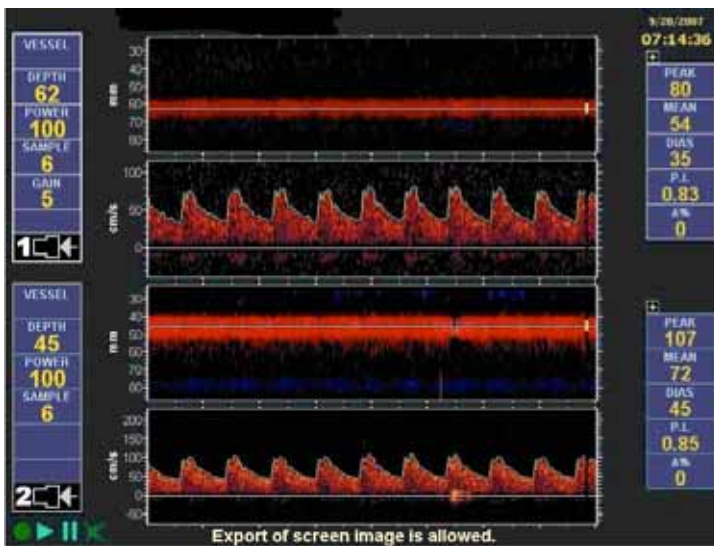 9/20/2007
07:14:36
VESSEL
DEPTH
62
POWER
100
SAMPLE
6
GAIN
5
1
mm
30
40
50
60
70
80
cm/s
100
50
0
PEAK
80
MEAN
54
DIAS
35
P.I.
0.83
A%
0
VESSEL
DEPTH
45
POWER
100
SAMPLE
6
2
mm
30
40
50
60
70
80
cm/s
200
150
100
50
0
-50
PEAK
107
MEAN
72
DIAS
45
P.I.
0.85
A%
0
Export of screen image is allowed.